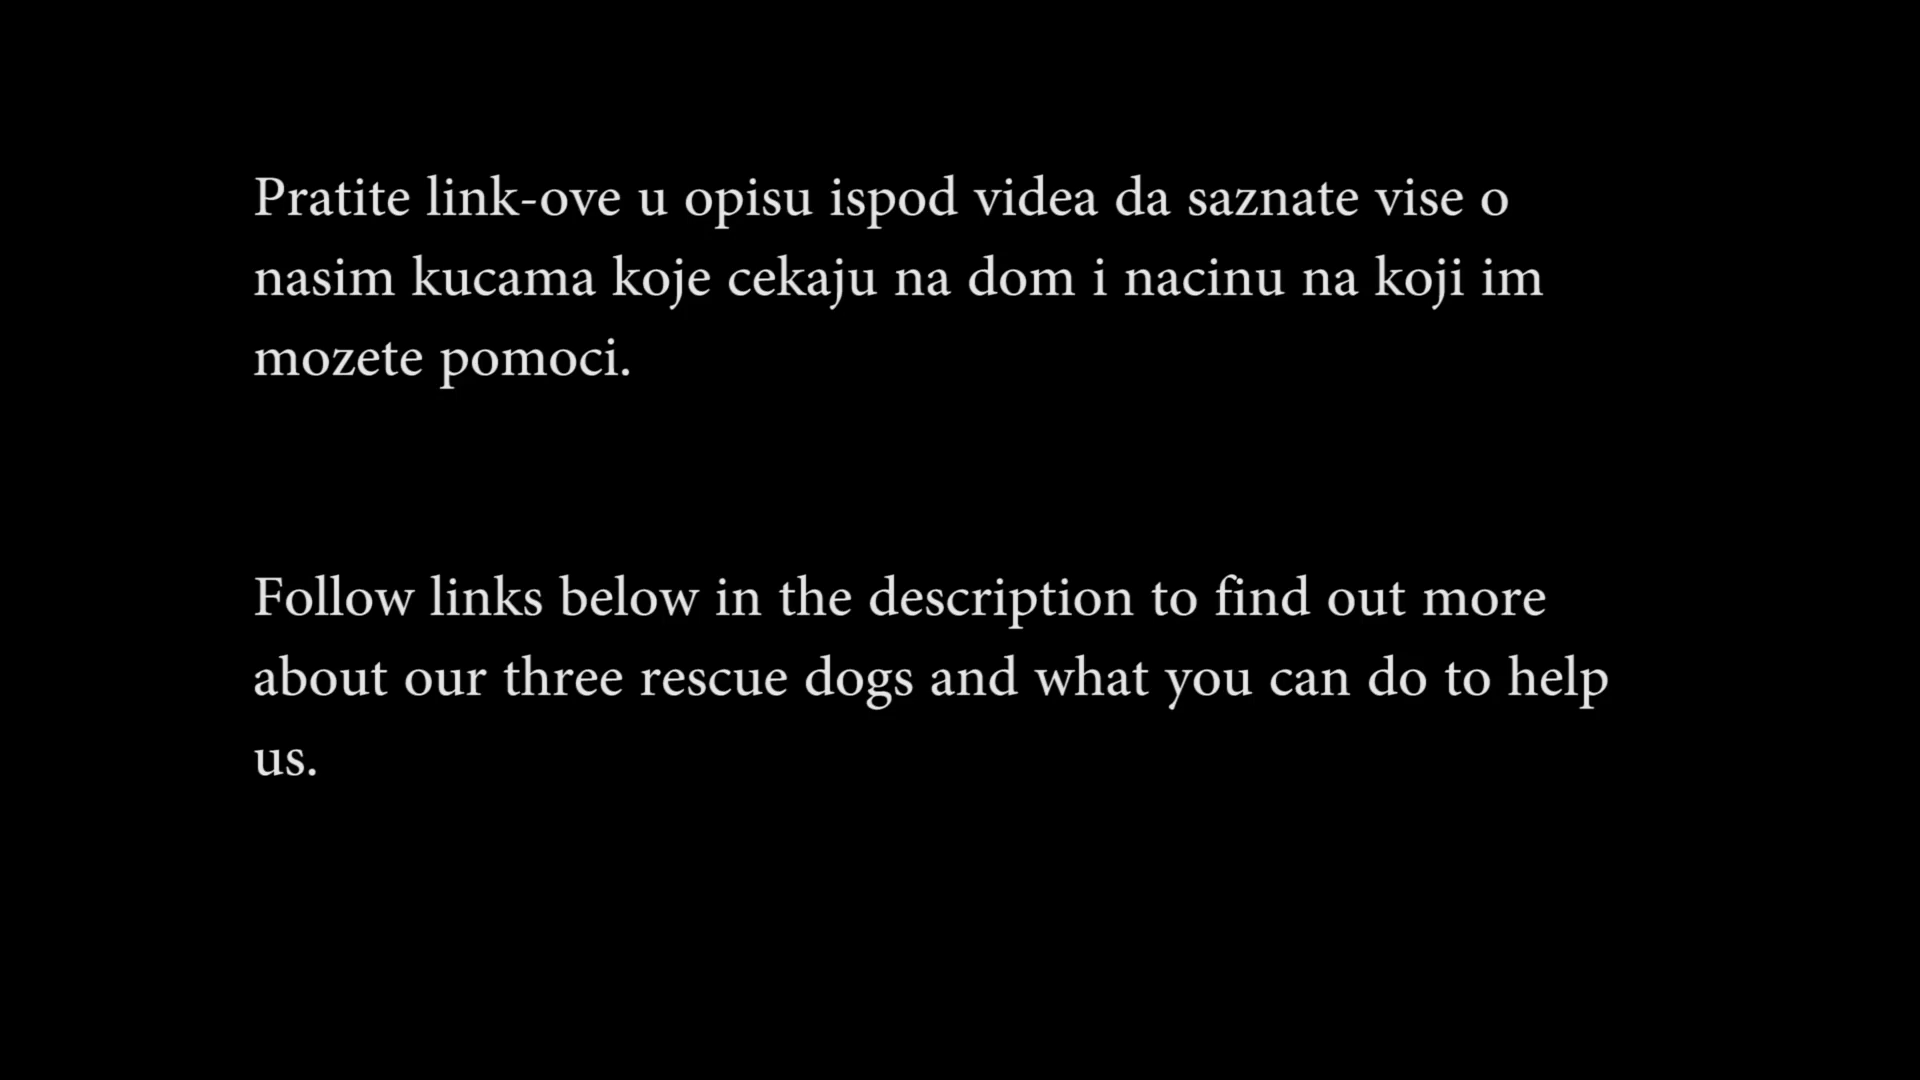 Pratite link-ove u opisu ispod videa da saznate vise o
nasim kucama koje cekaju na dom i nacinu na koji im
mozete pomoci.
Follow links below in the description to find out more
about our three rescue dogs and what you can do to help
us.